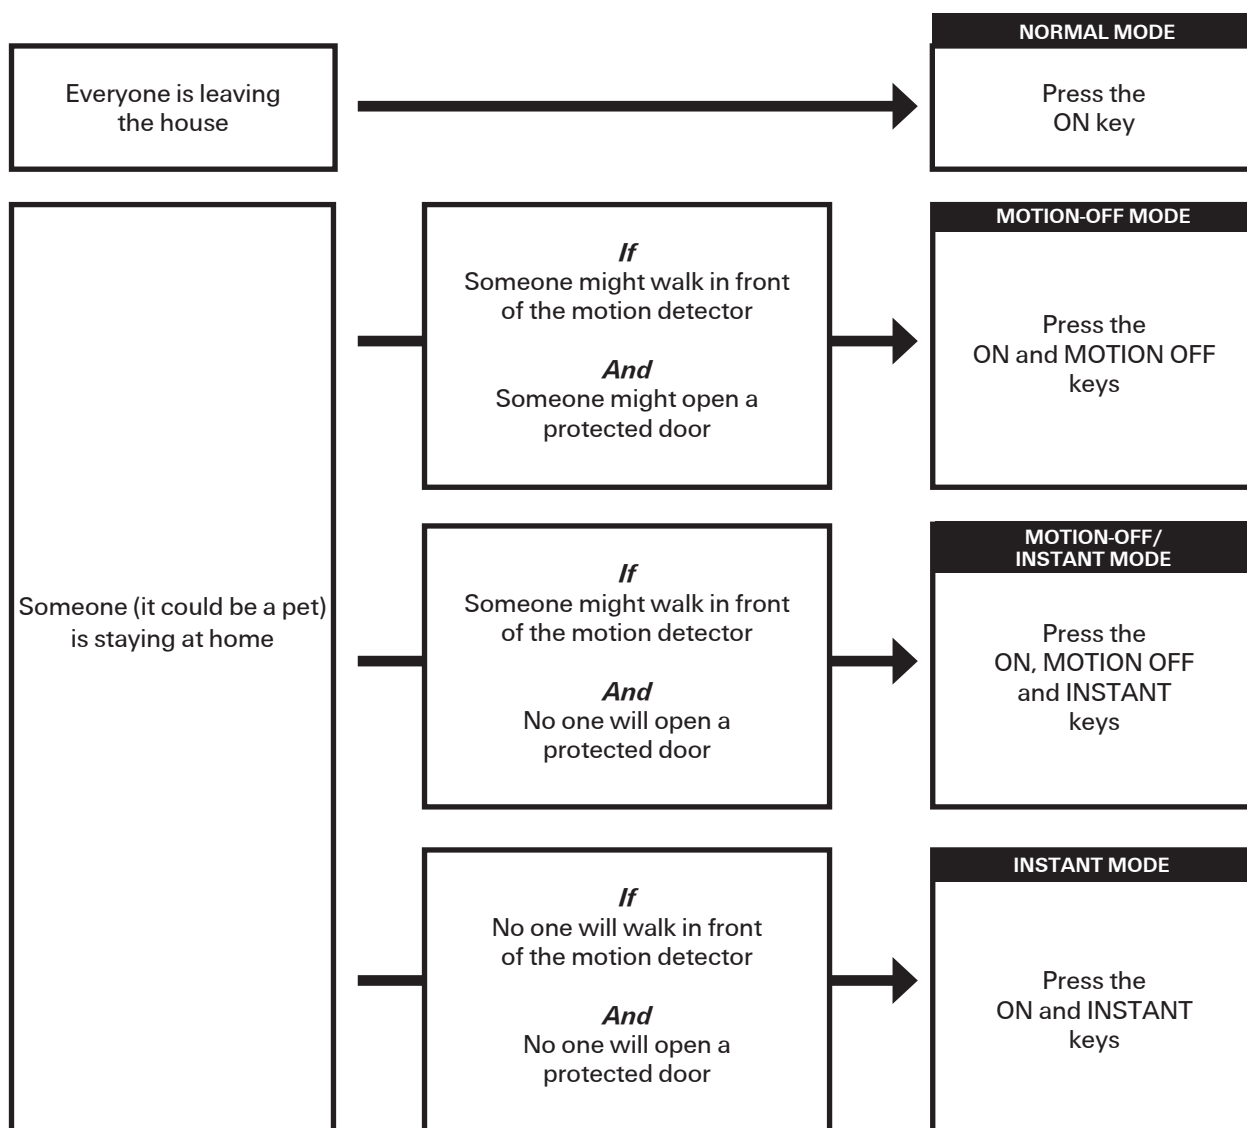 NORMAL MODE
Everyone is leaving
the house
Press the
ON key
Someone (it could be a pet)
is staying at home
If
Someone might walk in front
of the motion detector
And
Someone might open a
protected door
MOTION-OFF MODE
Press the
ON and MOTION OFF
keys
If
Someone might walk in front
of the motion detector
And
No one will open a
protected door
MOTION-OFF/
INSTANT MODE
Press the
ON, MOTION OFF
and INSTANT
keys
If
No one will walk in front
of the motion detector
And
No one will open a
protected door
INSTANT MODE
Press the
ON and INSTANT
keys